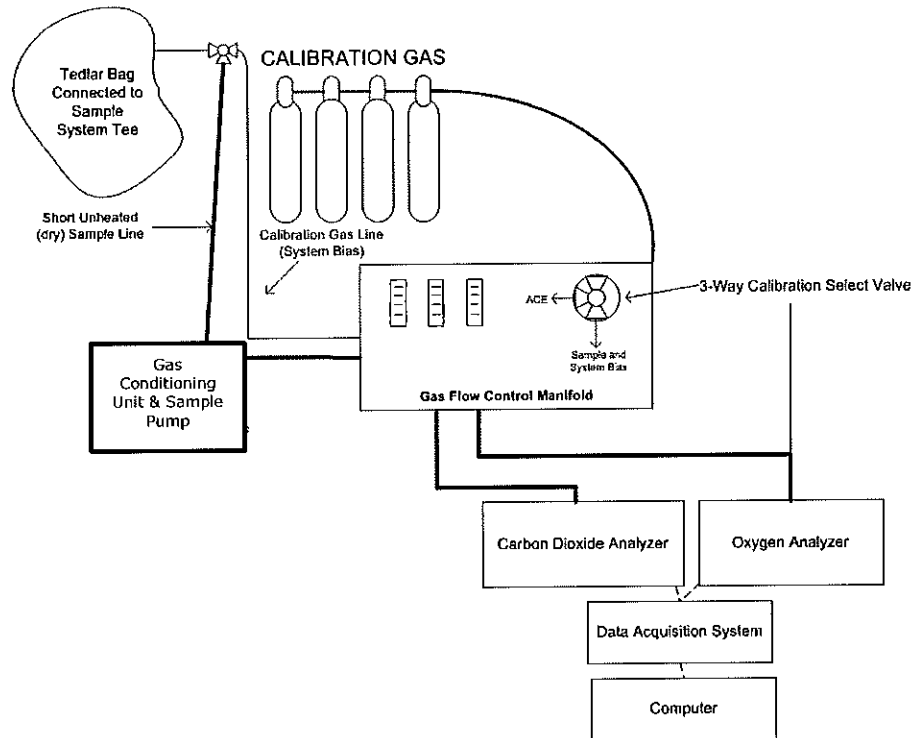 Tedlar Bag
Connected to
Sample
System Tee
CALIBRATION GAS
Short Unheated
(dry) Sample Line
Calibration Gas Line
(System Bias)
ACE
3-Way Calibration Select Valve
Sample and
System Bias
Gas Flow Control Manifold
Gas
Conditioning
Unit & Sample
Pump
Carbon Dioxide Analyzer
Oxygen Analyzer
Data Acquisition System
Computer